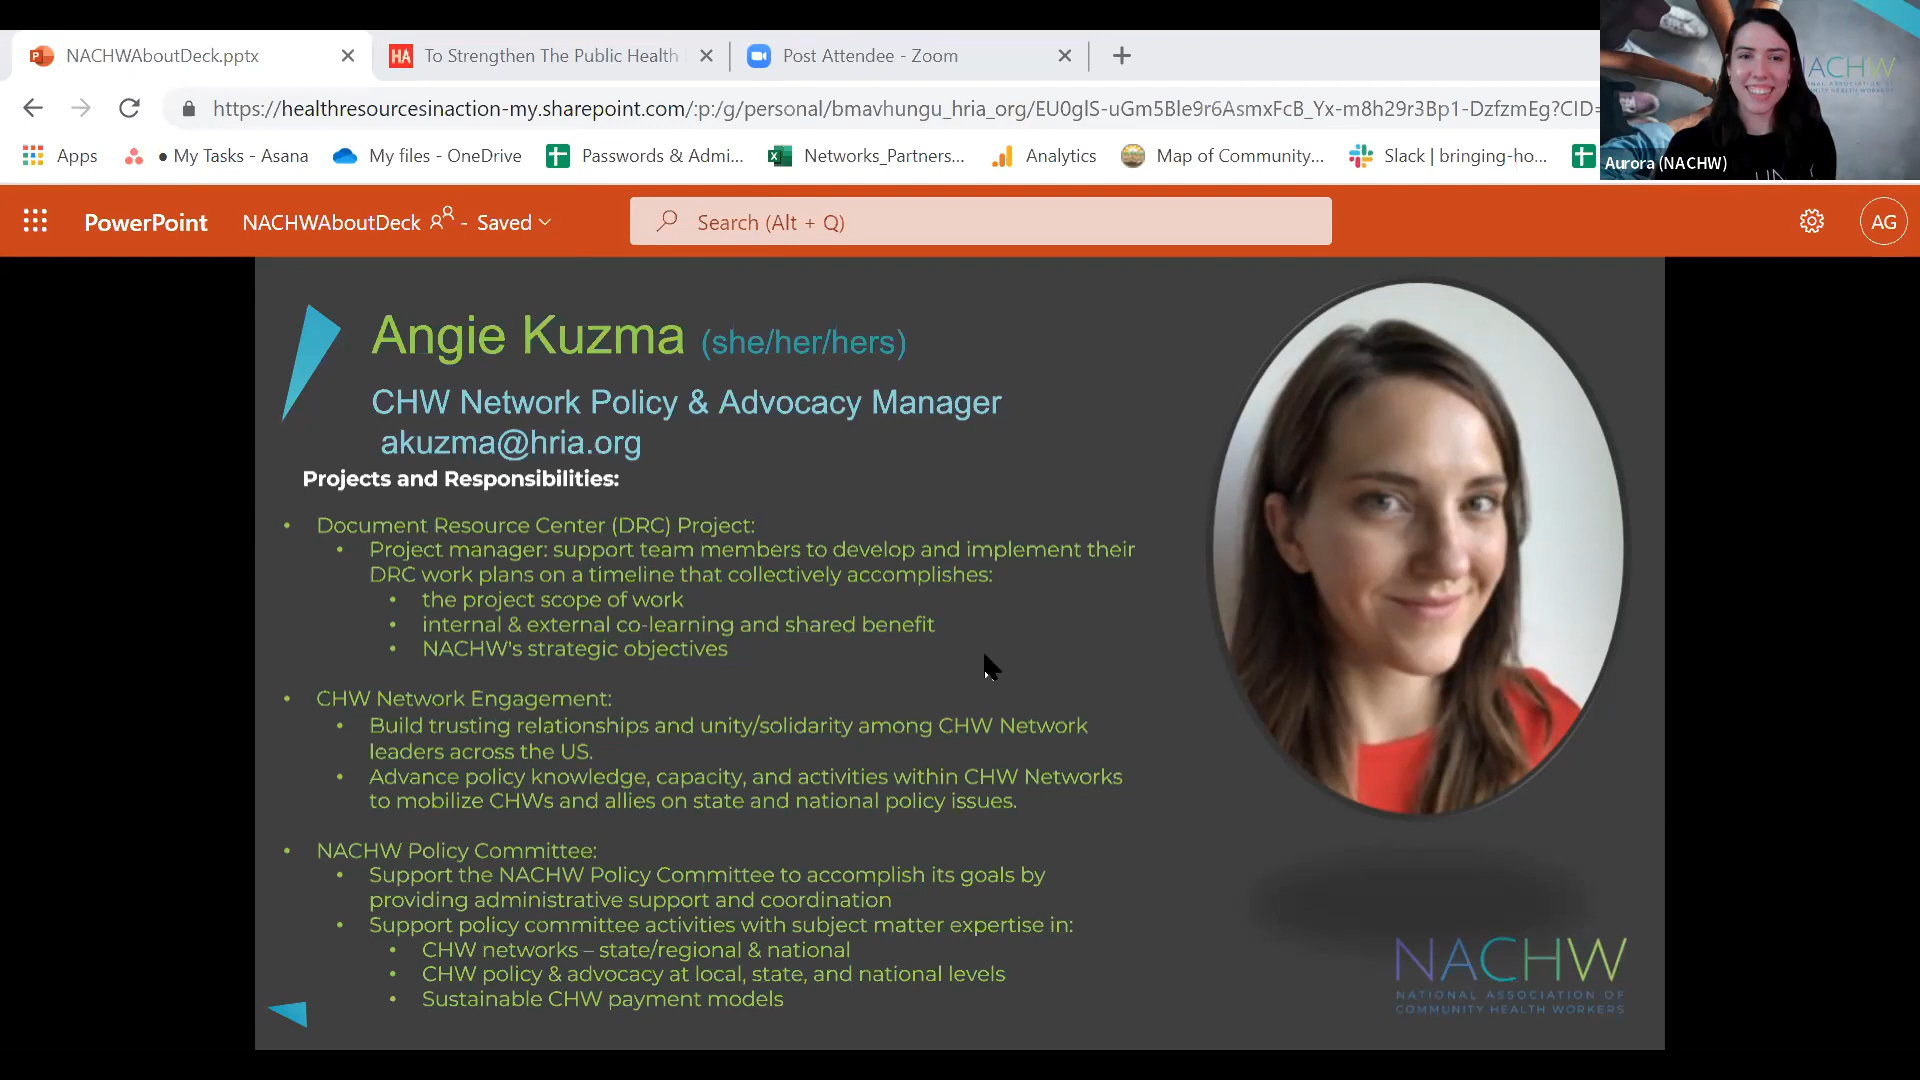 NACHWAboutDeck.pptx
To Strengthen The Public Health
Post Attendee - Zoom
https://healthresourcesinaction-my.sharepoint.com/:p:/g/personal/bmavhungu_hria_org/EU0glS-uGm5Ble9r6AsmxFcB_Yx-m8h29r3Bp1-DzfzmEg?CID=
Apps
● My Tasks - Asana
My files - OneDrive
Passwords & Admi...
Networks_Partners...
Analytics
Map of Community...
Slack | bringing-ho...
Aurora (NACHW)
PowerPoint
NACHWAboutDeck - Saved
Search (Alt + Q)
AG
Angie Kuzma (she/her/hers)
CHW Network Policy & Advocacy Manager
akuzma@hria.org
Projects and Responsibilities:
• Document Resource Center (DRC) Project:
• Project manager: support team members to develop and implement their
DRC work plans on a timeline that collectively accomplishes:
• the project scope of work
• internal & external co-learning and shared benefit
• NACHW's strategic objectives
• CHW Network Engagement:
• Build trusting relationships and unity/solidarity among CHW Network
leaders across the US.
• Advance policy knowledge, capacity, and activities within CHW Networks
to mobilize CHWs and allies on state and national policy issues.
• NACHW Policy Committee:
• Support the NACHW Policy Committee to accomplish its goals by
providing administrative support and coordination
• Support policy committee activities with subject matter expertise in:
• CHW networks – state/regional & national
• CHW policy & advocacy at local, state, and national levels
• Sustainable CHW payment models
NACHW
NATIONAL ASSOCIATION OF
COMMUNITY HEALTH WORKERS